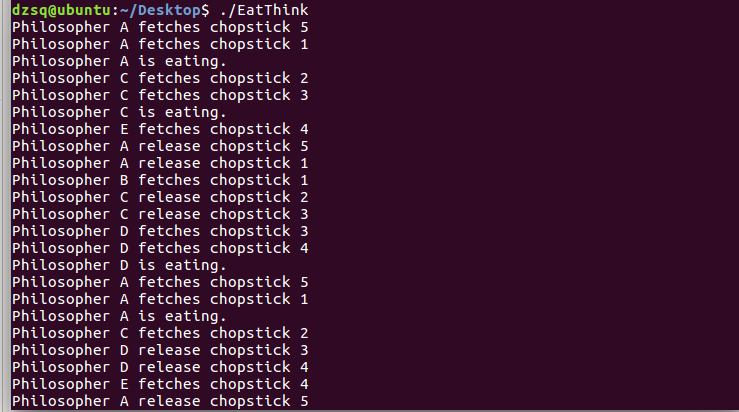 dzsq@ubuntu:~/Desktop$ ./EatThink
Philosopher A fetches chopstick 5
Philosopher A fetches chopstick 1
Philosopher A is eating.
Philosopher C fetches chopstick 2
Philosopher C fetches chopstick 3
Philosopher C is eating.
Philosopher E fetches chopstick 4
Philosopher A release chopstick 5
Philosopher A release chopstick 1
Philosopher B fetches chopstick 1
Philosopher C release chopstick 2
Philosopher C release chopstick 3
Philosopher D fetches chopstick 3
Philosopher D fetches chopstick 4
Philosopher D is eating.
Philosopher A fetches chopstick 5
Philosopher A fetches chopstick 1
Philosopher A is eating.
Philosopher C fetches chopstick 2
Philosopher D release chopstick 3
Philosopher D release chopstick 4
Philosopher E fetches chopstick 4
Philosopher A release chopstick 5